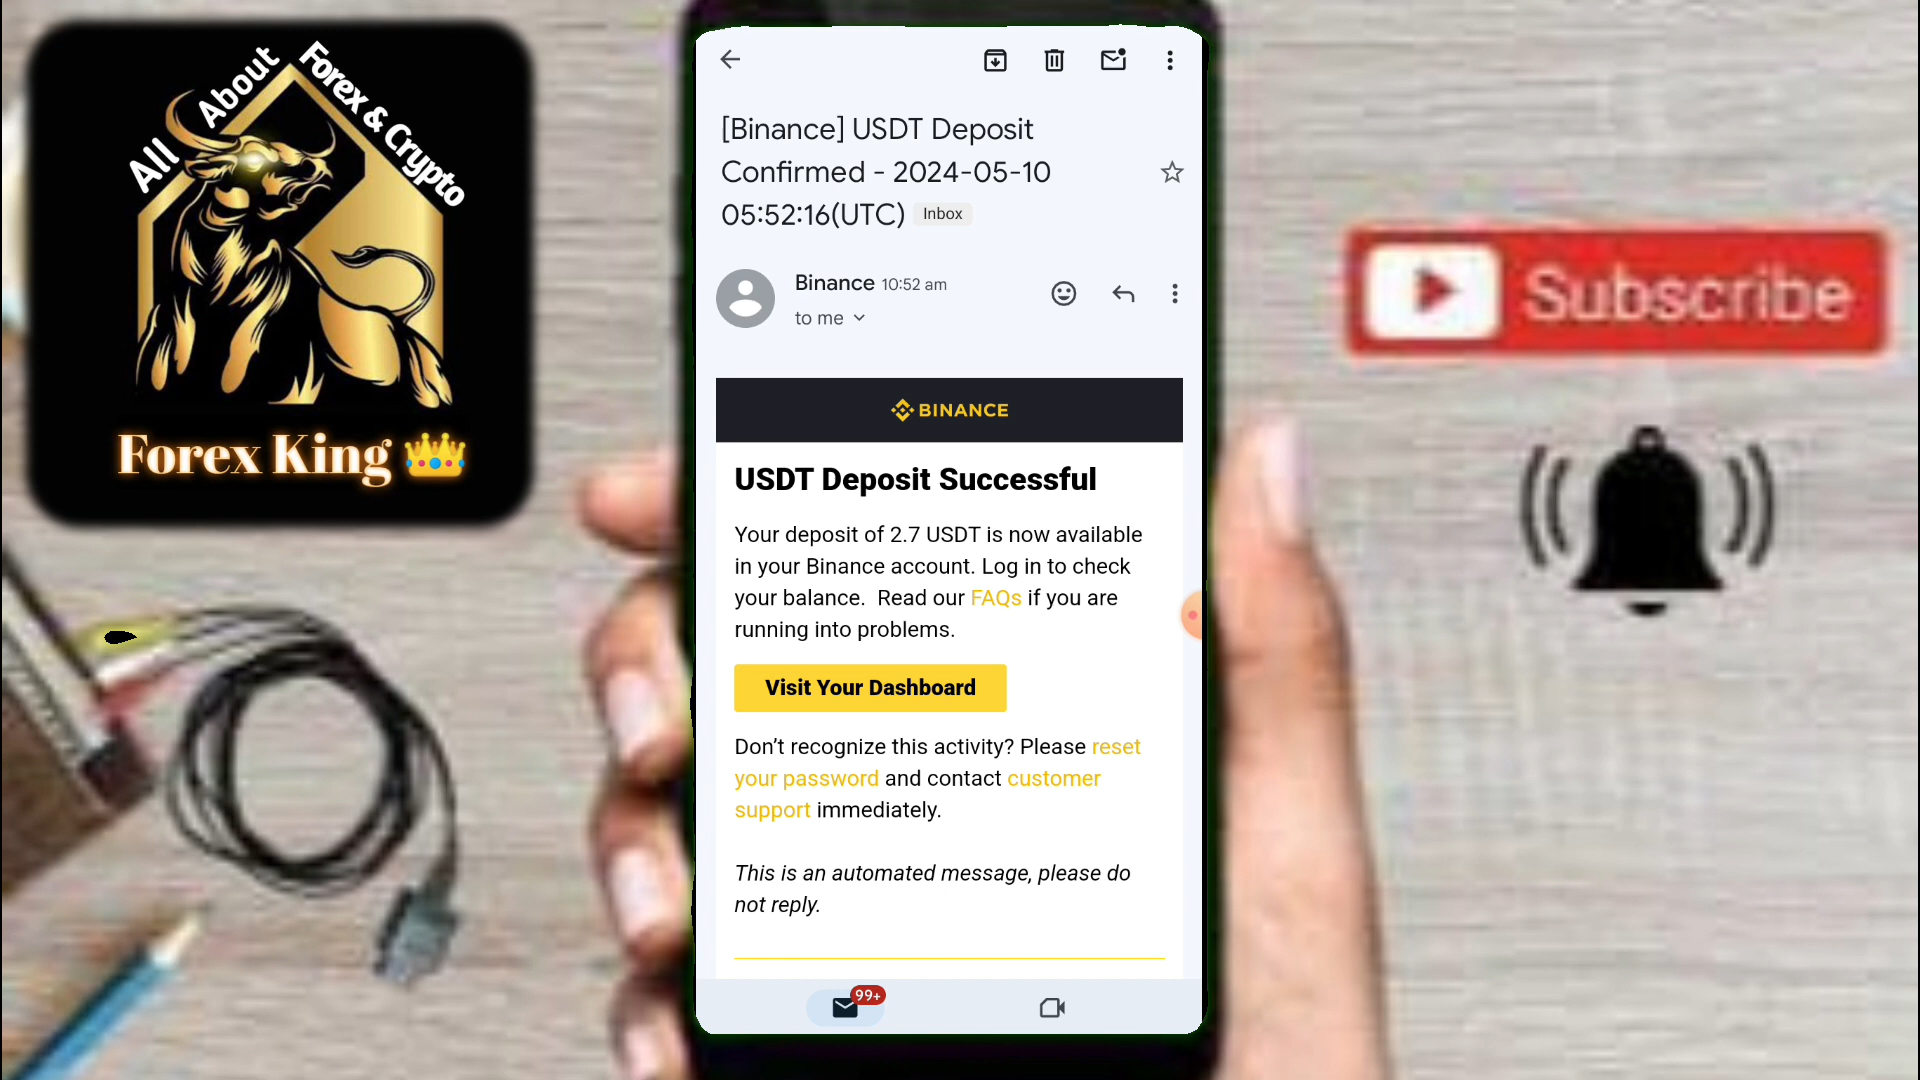 All About Forex & Crypto
Forex King
[Binance] USDT Deposit
Confirmed - 2024-05-10
05:52:16(UTC) Inbox
Binance 10:52 am
to me
BINANCE
USDT Deposit Successful
Your deposit of 2.7 USDT is now available
in your Binance account. Log in to check
your balance. Read our FAQs if you are
running into problems.
Visit Your Dashboard
Don’t recognize this activity? Please reset
your password and contact customer
support immediately.
This is an automated message, please do
not reply.
99+
Subscribe